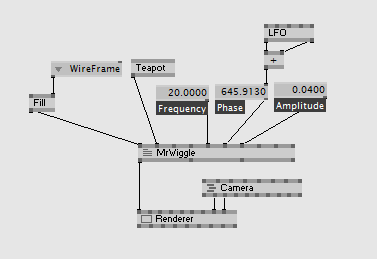 LFO
WireFrame
Teapot
+
20.0000
645.9130
0.0400
Fill
Frequency
Phase
Amplitude
MrWiggle
Camera
Renderer